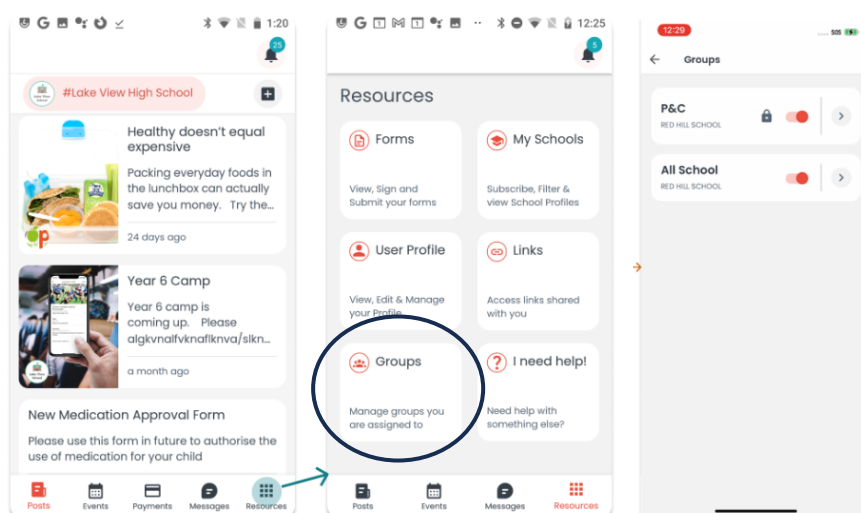 1:20
25
#Lake View High School
Healthy doesn't equal
expensive
Packing everyday foods in
the lunchbox can actually
save you money. Try the...
24 days ago
Year 6 Camp
Year 6 camp is
coming up. Please
algkvnalfvknaflknva/slkn...
a month ago
New Medication Approval Form
Please use this form in future to authorise the
use of medication for your child
Posts
Events
Payments
Messages
Resources
12:25
5
Resources
Forms
View, Sign and
Submit your forms
My Schools
Subscribe, Filter &
view School Profiles
User Profile
View, Edit & Manage
your Profile
Links
Access links shared
with you
Groups
Manage groups you
are assigned to
I need help!
Need help with
something else?
Posts
Events
Messages
Resources
12:29
SOS
Groups
P&C
RED HILL SCHOOL
All School
RED HILL SCHOOL